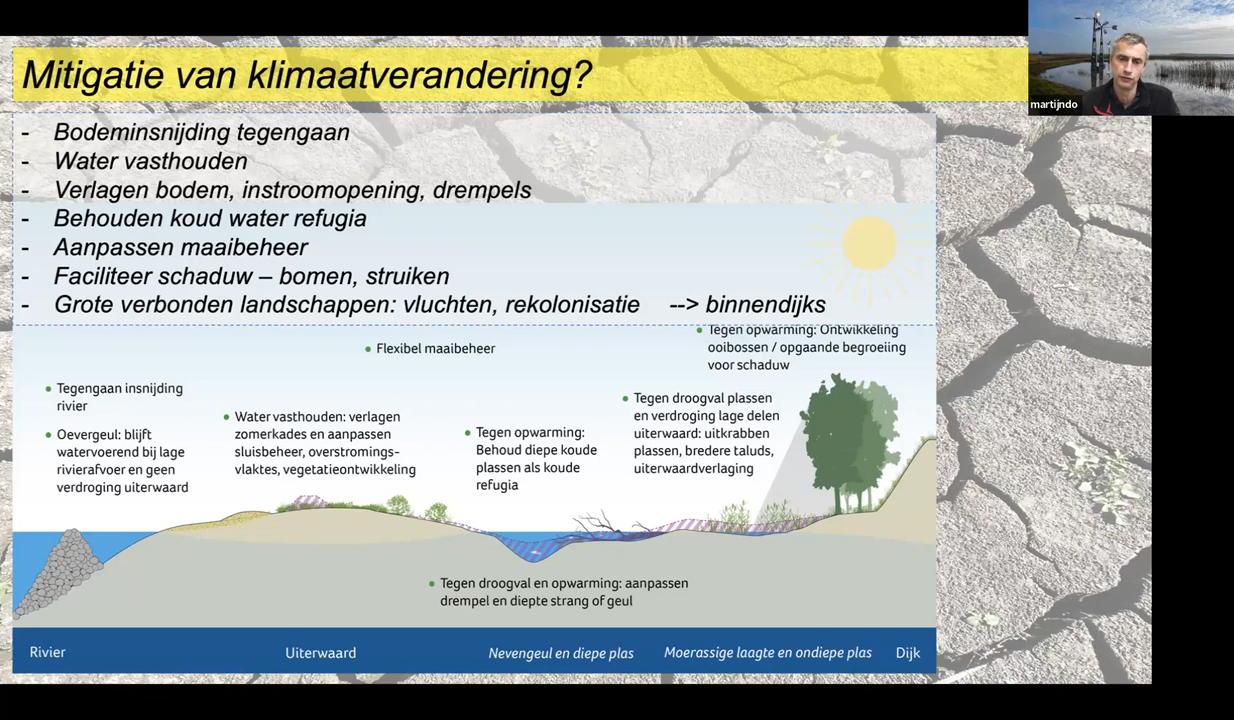 Mitigatie van klimaatverandering?
martijndo
- Bodeminsnijding tegengaan
- Water vasthouden
- Verlagen bodem, instroomopening, drempels
- Behouden koud water refugia
- Aanpassen maaibeheer
- Faciliteer schaduw – bomen, struiken
- Grote verbonden landschappen: vluchten, rekolonisatie --> binnendijks
• Tegen opwarming: Ontwikkeling
ooibossen / opgaande begroeiing
voor schaduw
• Flexibel maaibeheer
• Tegengaan insnijding
rivier
• Oevergeul: blijft
watervoerend bij lage
rivierafvoer en geen
verdroging uiterwaard
• Water vasthouden: verlagen
zomerkades en aanpassen
sluisbeheer, overstromings-
vlaktes, vegetatieontwikkeling
• Tegen opwarming:
Behoud diepe koude
plassen als koude
refugia
• Tegen droogval plassen
en verdroging lage delen
uiterwaard: uitkrabben
plassen, bredere taluds,
uiterwaardverlaging
• Tegen droogval en opwarming: aanpassen
drempel en diepte strang of geul
Rivier
Uiterwaard
Nevengeul en diepe plas
Moerassige laagte en ondiepe plas
Dijk